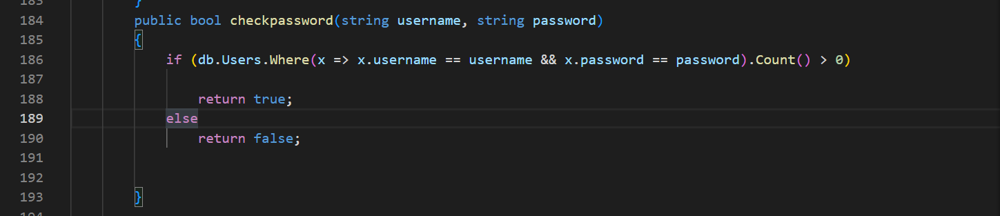 183 }
184 public bool checkpassword(string username, string password)
185 {
186 if (db.Users.Where(x => x.username == username && x.password == password).Count() > 0)
187
188 return true;
189 else
190 return false;
191
192
193 }
194